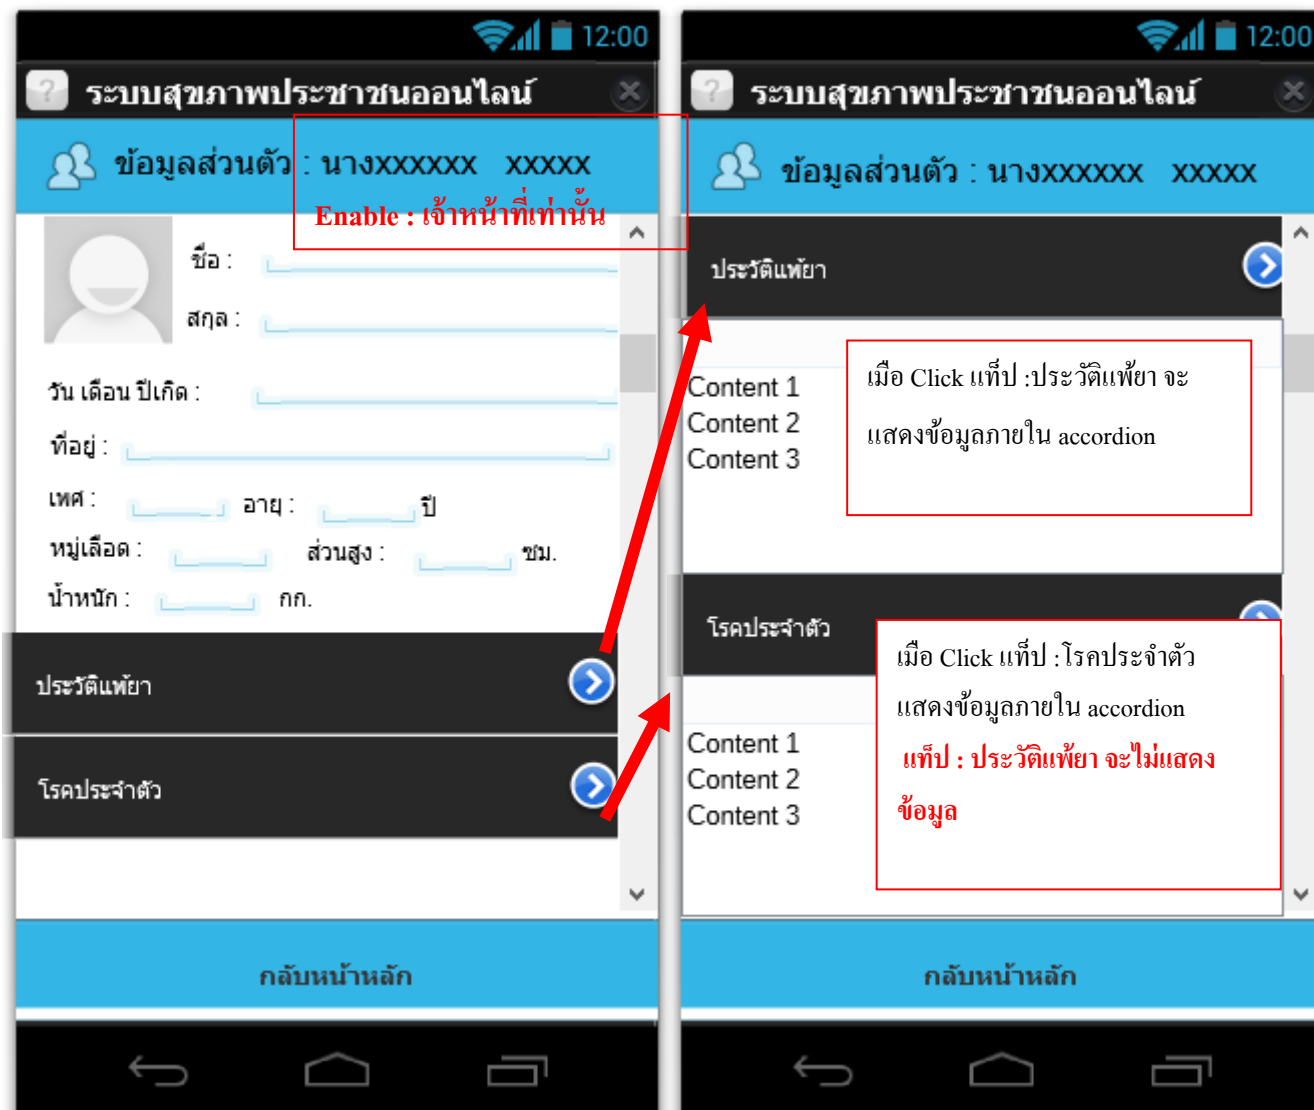 12:00
ระบบสุขภาพประชาชนออนไลน์
ข้อมูลส่วนตัว : นางxxxxxx xxxxx
Enable : เจ้าหน้าที่เท่านั้น
ชื่อ :
สกุล :
วัน เดือน ปีเกิด :
ที่อยู่ :
เพศ : อายุ : ปี
หมู่เลือด : ส่วนสูง : ซม.
น้ำหนัก : กก.
ประวัติแพ้ยา
โรคประจำตัว
กลับหน้าหลัก
12:00
ระบบสุขภาพประชาชนออนไลน์
ข้อมูลส่วนตัว : นางxxxxxx xxxxx
ประวัติแพ้ยา
Content 1
Content 2
Content 3
เมื่อ Click แท็ป :ประวัติแพ้ยา จะ
แสดงข้อมูลภายใน accordion
โรคประจำตัว
เมื่อ Click แท็ป :โรคประจำตัว
แสดงข้อมูลภายใน accordion
แท็ป : ประวัติแพ้ยา จะไม่แสดง
ข้อมูล
Content 1
Content 2
Content 3
กลับหน้าหลัก